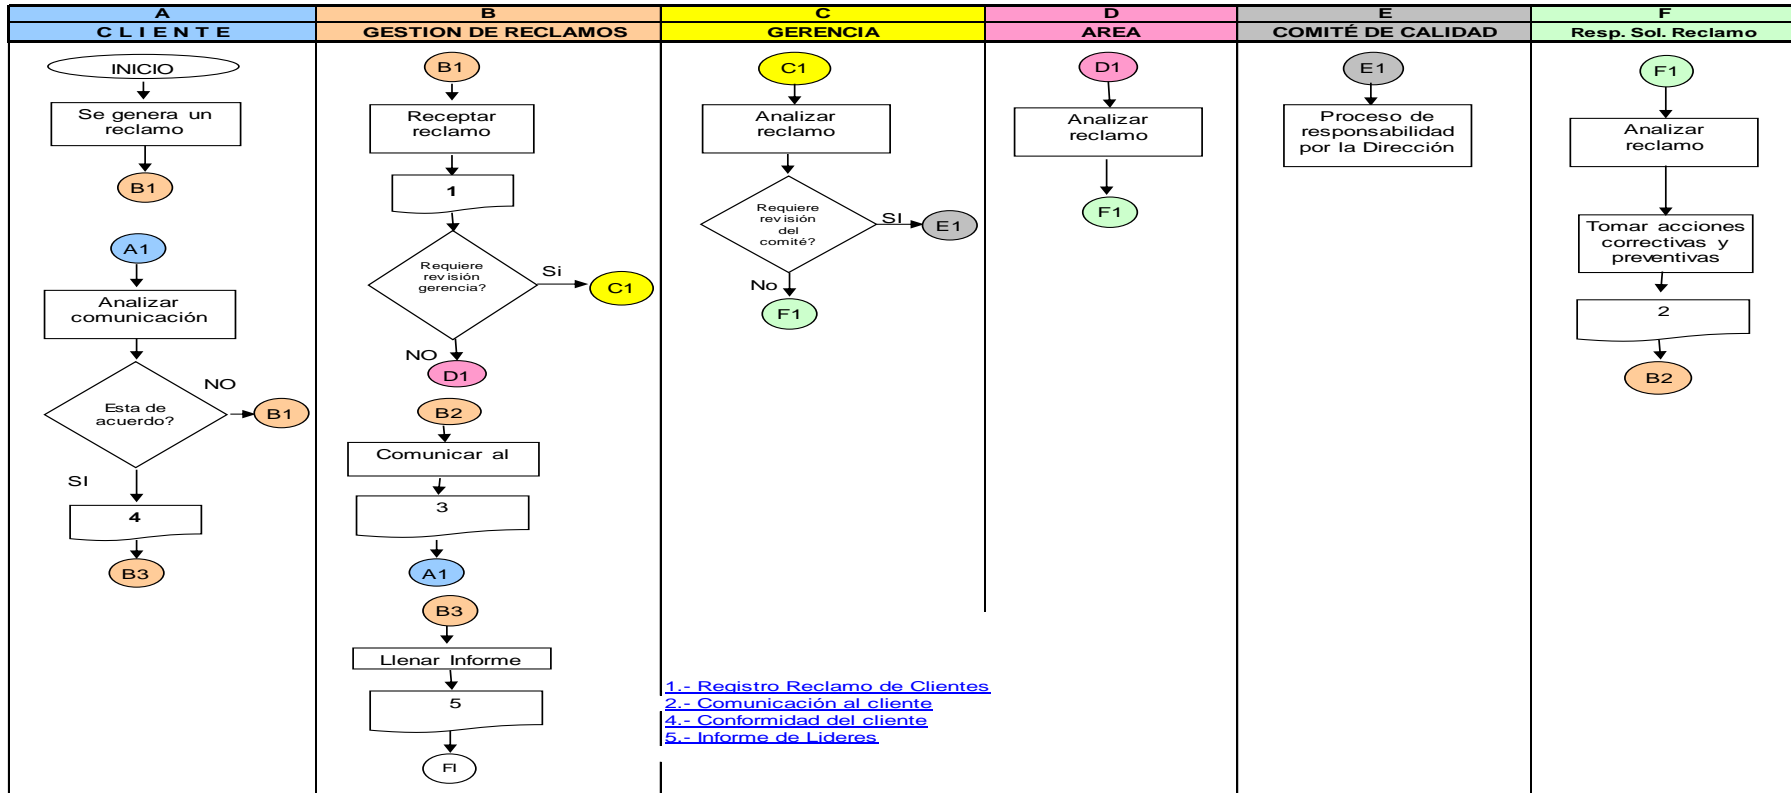 A
C L I E N T E
INICIO
Se genera un
reclamo
B1
A1
Analizar
comunicación
NO
Esta de
acuerdo?
B1
SI
4
B3
B
GESTION DE RECLAMOS
B1
Receptar
reclamo
1
Requiere
revisión
gerencia?
Si
C1
NO
D1
B2
Comunicar al
3
A1
B3
Llenar Informe
5
FI
C
GERENCIA
C1
Analizar
reclamo
Requiere
revisión
del
comité?
SI
E1
No
F1
1.- Registro Reclamo de Clientes
2.- Comunicación al cliente
4.- Conformidad del cliente
5.- Informe de Lideres
D
AREA
D1
Analizar
reclamo
F1
E
COMITÉ DE CALIDAD
E1
Proceso de
responsabilidad
por la Dirección
F
Resp. Sol. Reclamo
F1
Analizar
reclamo
Tomar acciones
correctivas y
preventivas
2
B2